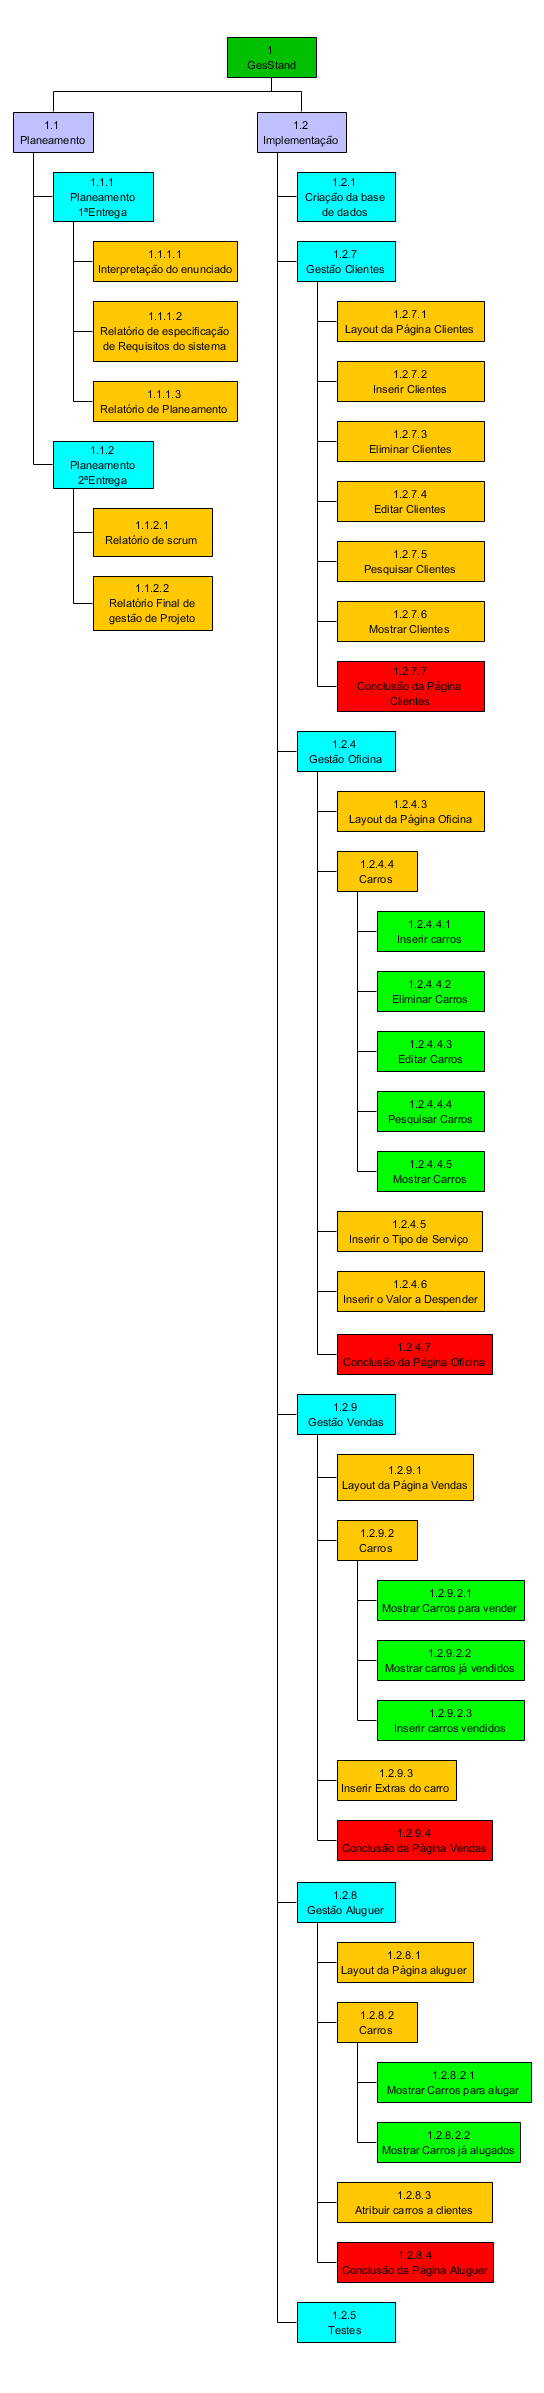 1
GesStand
1.1
Planeamento
1.1.1
Planeamento
1ªEntrega
1.1.1.1
Interpretação do enunciado
1.1.1.2
Relatório de especificação
de Requisitos do sistema
1.1.1.3
Relatório de Planeamento
1.1.2
Planeamento
2ªEntrega
1.1.2.1
Relatório de scrum
1.1.2.2
Relatório Final de
gestão de Projeto
1.2
Implementação
1.2.1
Criação da base
de dados
1.2.7
Gestão Clientes
1.2.7.1
Layout da Página Clientes
1.2.7.2
Inserir Clientes
1.2.7.3
Eliminar Clientes
1.2.7.4
Editar Clientes
1.2.7.5
Pesquisar Clientes
1.2.7.6
Mostrar Clientes
1.2.7.7
Conclusão da Página
Clientes
1.2.4
Gestão Oficina
1.2.4.3
Layout da Página Oficina
1.2.4.4
Carros
1.2.4.4.1
Inserir carros
1.2.4.4.2
Eliminar Carros
1.2.4.4.3
Editar Carros
1.2.4.4.4
Pesquisar Carros
1.2.4.4.5
Mostrar Carros
1.2.4.5
Inserir o Tipo de Serviço
1.2.4.6
Inserir o Valor a Despender
1.2.4.7
Conclusão da Página Oficina
1.2.9
Gestão Vendas
1.2.9.1
Layout da Página Vendas
1.2.9.2
Carros
1.2.9.2.1
Mostrar Carros para vender
1.2.9.2.2
Mostrar carros já vendidos
1.2.9.2.3
Inserir carros vendidos
1.2.9.3
Inserir Extras do carro
1.2.9.4
Conclusão da Página Vendas
1.2.8
Gestão Aluguer
1.2.8.1
Layout da Página aluguer
1.2.8.2
Carros
1.2.8.2.1
Mostrar Carros para alugar
1.2.8.2.2
Mostrar Carros já alugados
1.2.8.3
Atribuir carros a clientes
1.2.8.4
Conclusão da Página Aluguer
1.2.5
Testes